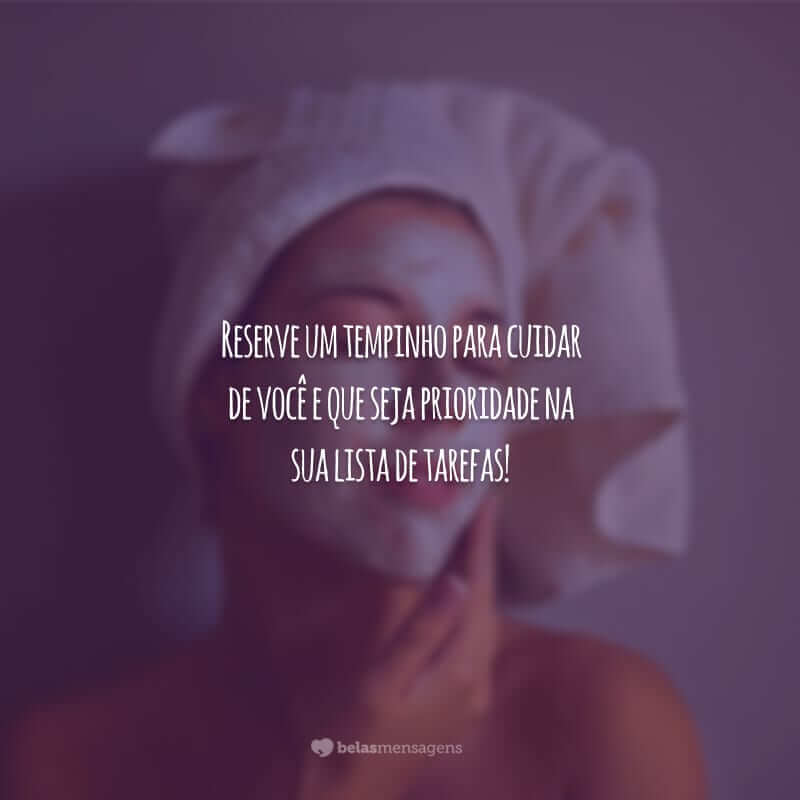 Reserve um tempinho para cuidar
de você e que seja prioridade na
sua lista de tarefas!
belasmensagens